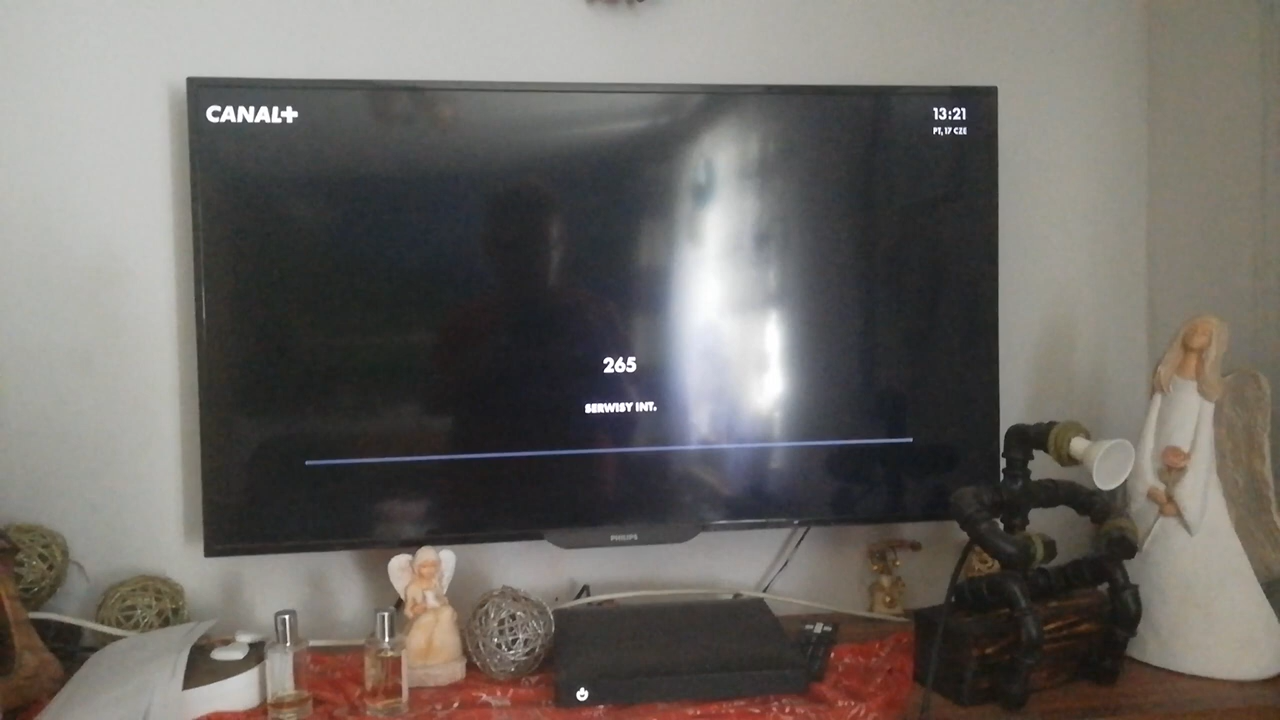 CANAL+
13:21
PT, 17 CZE
265
SERWISY INT.
PHILIPS